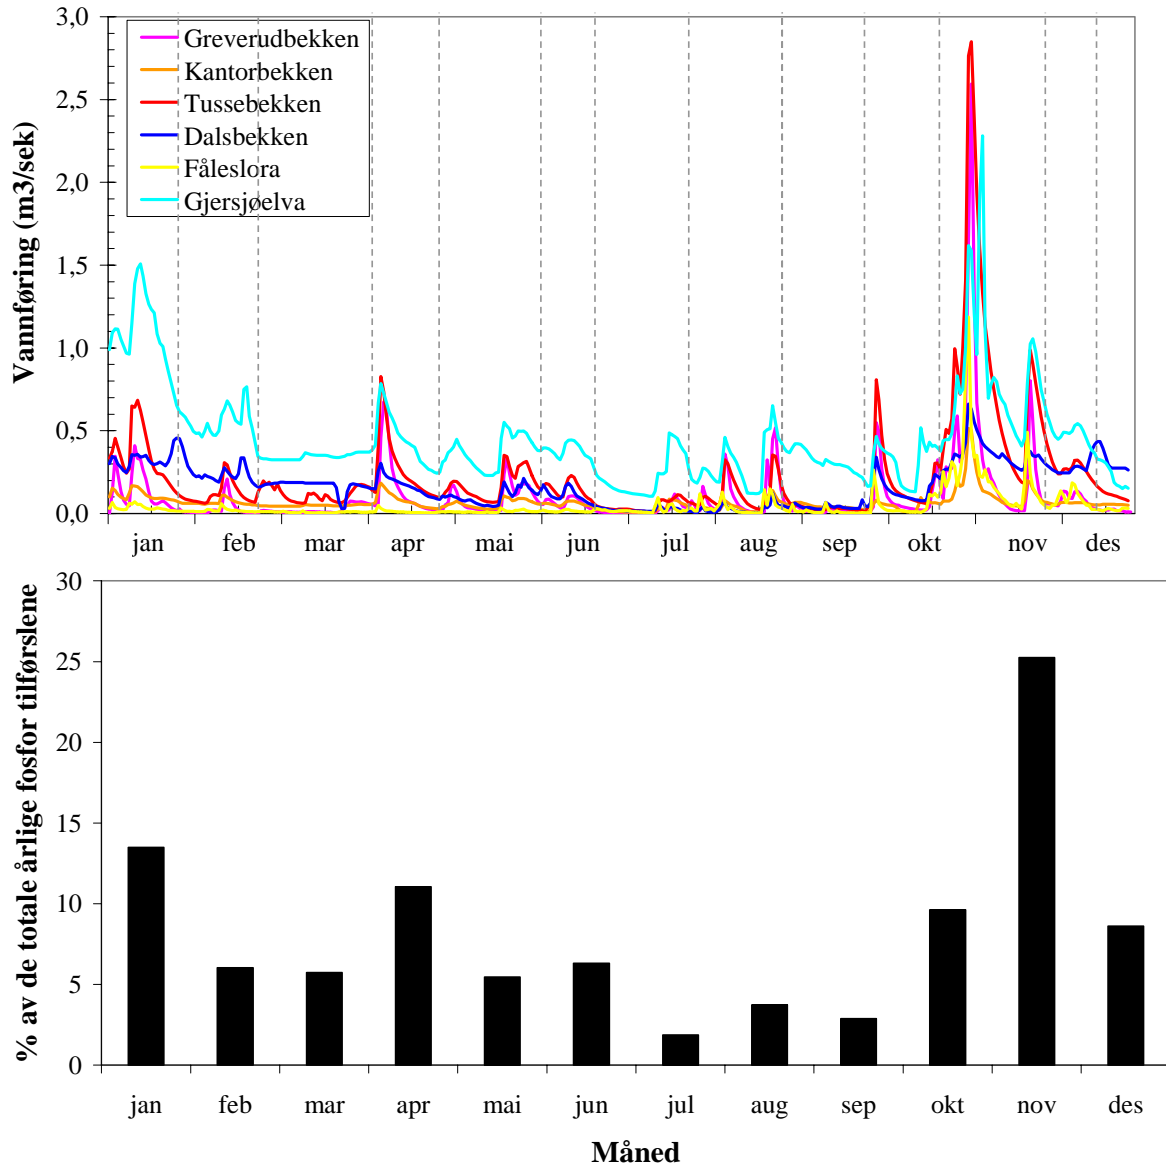 Vannføring (m3/sek)
3,0
2,5
2,0
1,5
1,0
0,5
0,0
Greverudbekken
Kantorbekken
Tussebekken
Dalsbekken
Fåleslora
Gjersjøelva
jan feb mar apr mai jun jul aug sep okt nov des
% av de totale årlige fosfor tilførslene
30
25
20
15
10
5
0
jan feb mar apr mai jun jul aug sep okt nov des
Måned